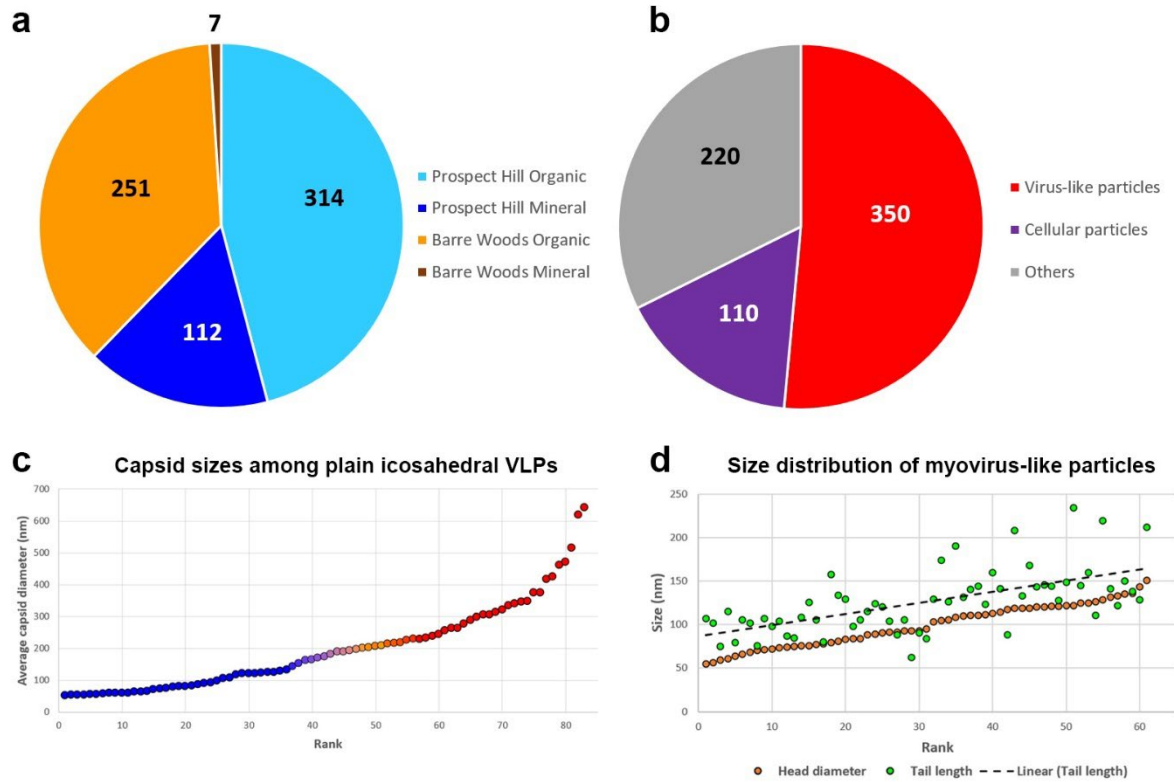 a
7
251
314
112
Prospect Hill Organic
Prospect Hill Mineral
Barre Woods Organic
Barre Woods Mineral
b
220
350
110
Virus-like particles
Cellular particles
Others
c
Capsid sizes among plain icosahedral VLPs
Average capsid diameter (nm)
700
600
500
400
300
200
100
0
0 10 20 30 40 50 60 70 80
Rank
d
Size distribution of myovirus-like particles
Size (nm)
250
200
150
100
50
0
0 10 20 30 40 50 60
Rank
Head diameter Tail length Linear (Tail length)